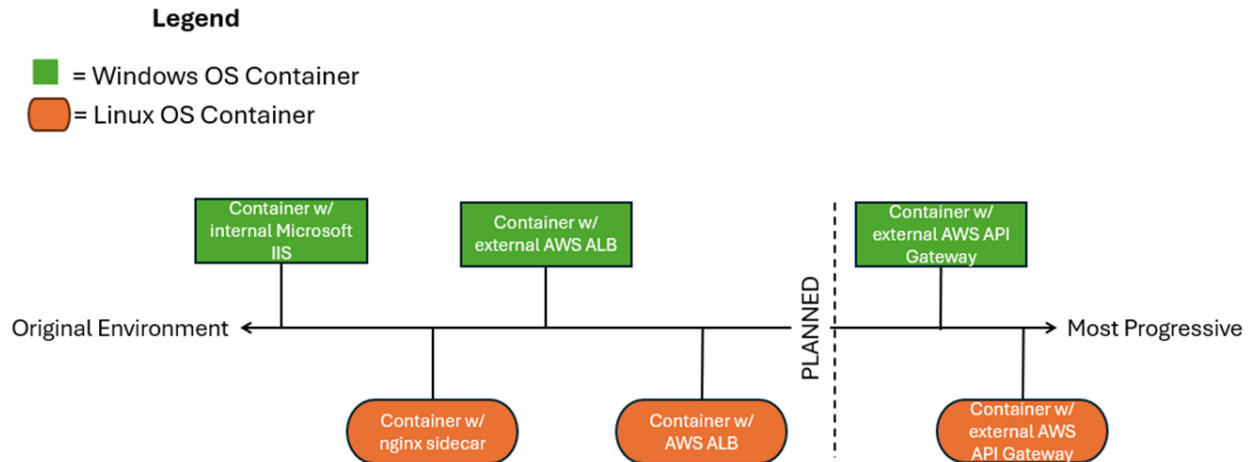 Legend
= Windows OS Container
= Linux OS Container
Container w/
internal Microsoft
IIS
Container w/
external AWS ALB
Container w/
external AWS API
Gateway
PLANNED
Original Environment
Most Progressive
Container w/
nginx sidecar
Container w/
AWS ALB
Container w/
external AWS
API Gateway